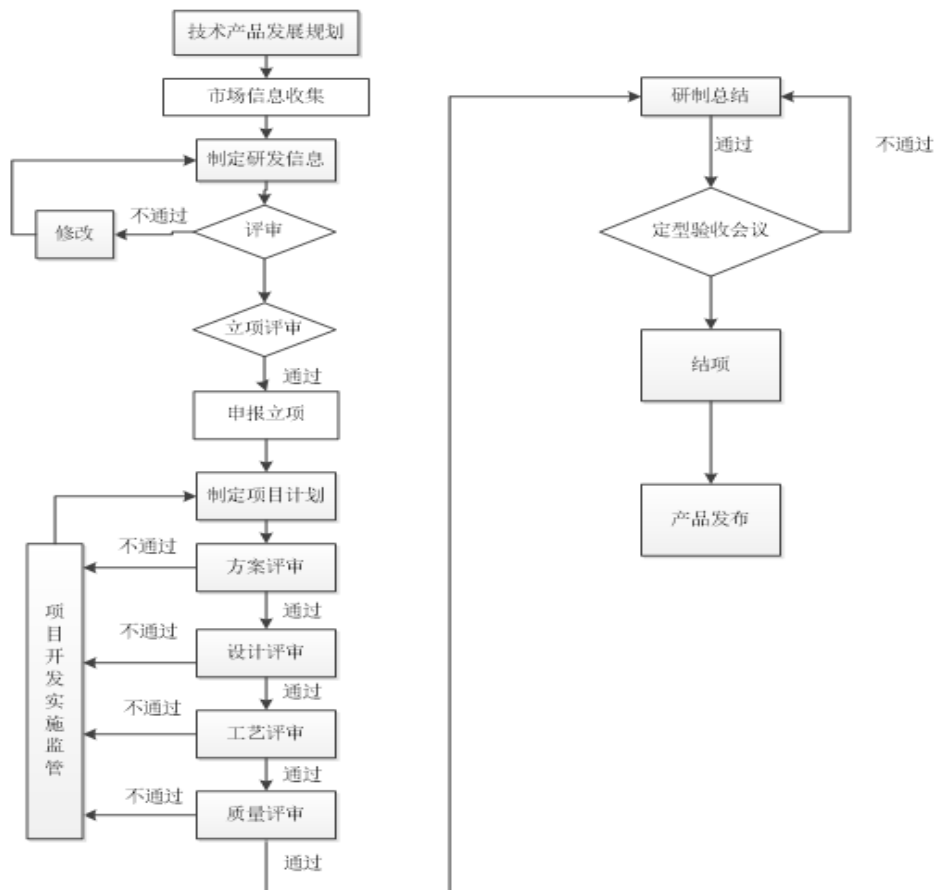 技术产品发展规划
市场信息收集
制定研发信息
不通过
修改
评审
立项评审
通过
申报立项
制定项目计划
不通过
方案评审
通过
不通过
设计评审
通过
不通过
工艺评审
通过
不通过
质量评审
通过
项目开发实施监管
研制总结
通过
不通过
定型验收会议
结项
产品发布